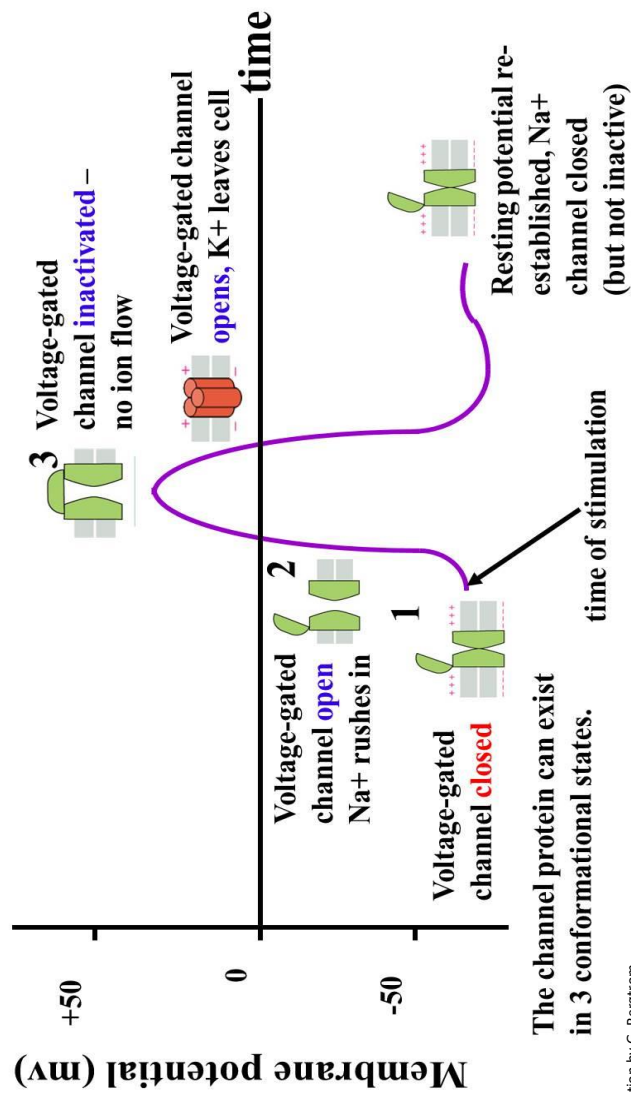 Membrane potential (mv)
+50
0
-50
3
Voltage-gated
channel inactivated –
no ion flow
Voltage-gated channel
opens, K+ leaves cell
time
2
Voltage-gated
channel open
Na+ rushes in
1
Voltage-gated
channel closed
time of stimulation
Resting potential re-
established, Na+
channel closed
(but not inactive)
The channel protein can exist
in 3 conformational states.
by C.